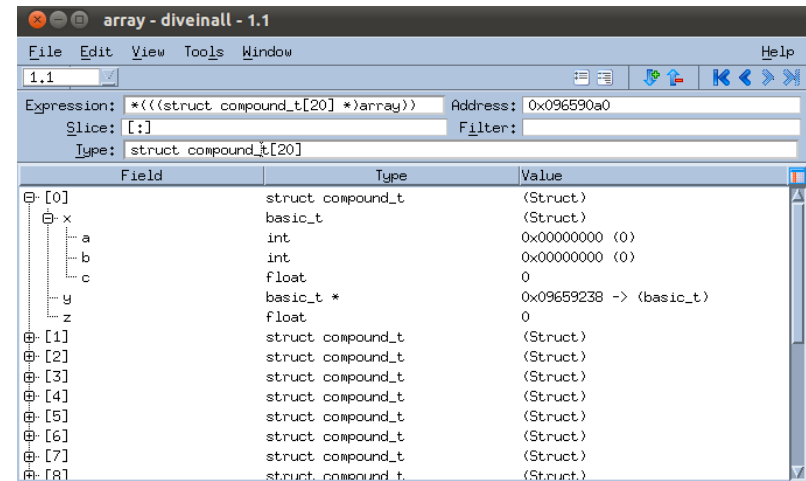 array - diveinall - 1.1
File Edit View Tools Window Help
1.1
Expression: *(((struct compound_t[20] *)array)) Address: 0x096590a0
Slice: [:] Filter:
Type: struct compound_t[20]
Field Type Value
[0] struct compound_t (Struct)
x basic_t (Struct)
a int 0x00000000 (0)
b int 0x00000000 (0)
c float 0
y basic_t * 0x09659238 -> (basic_t)
z float 0
[1] struct compound_t (Struct)
[2] struct compound_t (Struct)
[3] struct compound_t (Struct)
[4] struct compound_t (Struct)
[5] struct compound_t (Struct)
[6] struct compound_t (Struct)
[7] struct compound_t (Struct)
[8] struct compound_t (Struct)